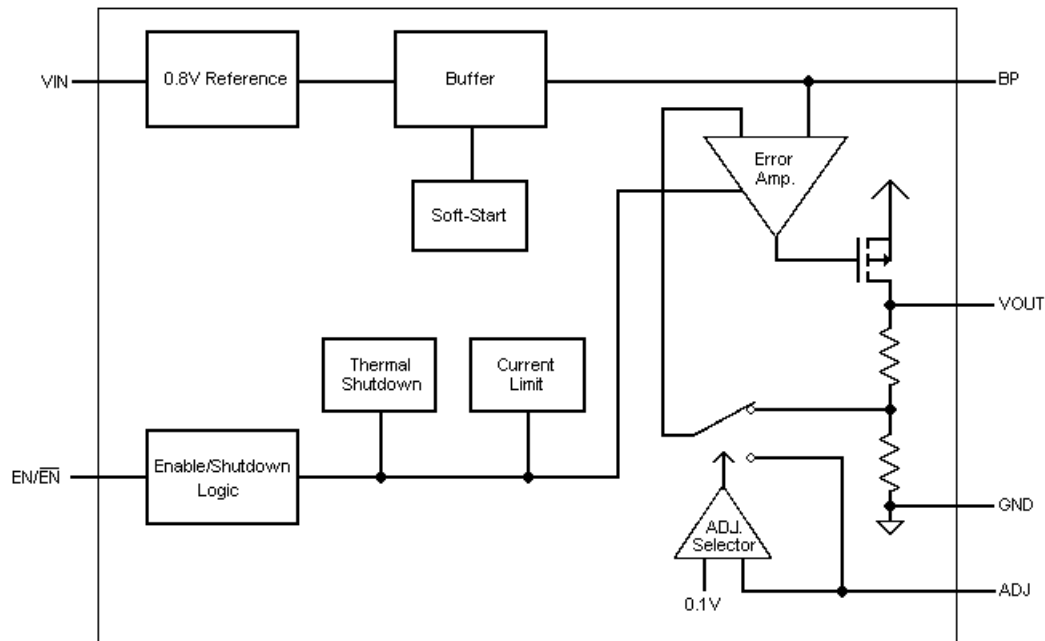 VIN
0.8V Reference
Buffer
BP
Error
Amp.
Soft-Start
VOUT
Thermal
Shutdown
Current
Limit
EN/E̅N̅
Enable/Shutdown
Logic
GND
ADJ.
Selector
0.1V
ADJ